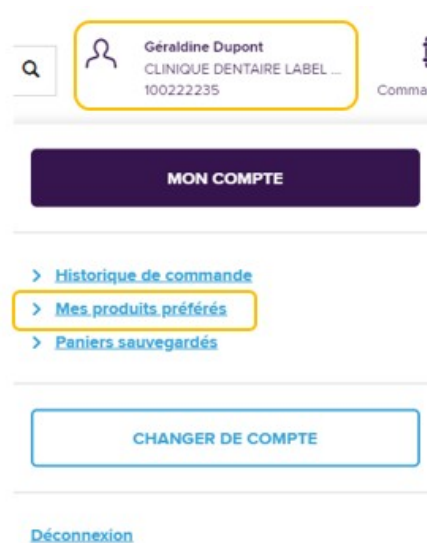 Géraldine Dupont
CLINIQUE DENTAIRE LABEL ...
100222235
Comma
MON COMPTE
> Historique de commande
> Mes produits préférés
> Paniers sauvegardés
CHANGER DE COMPTE
Déconnexion